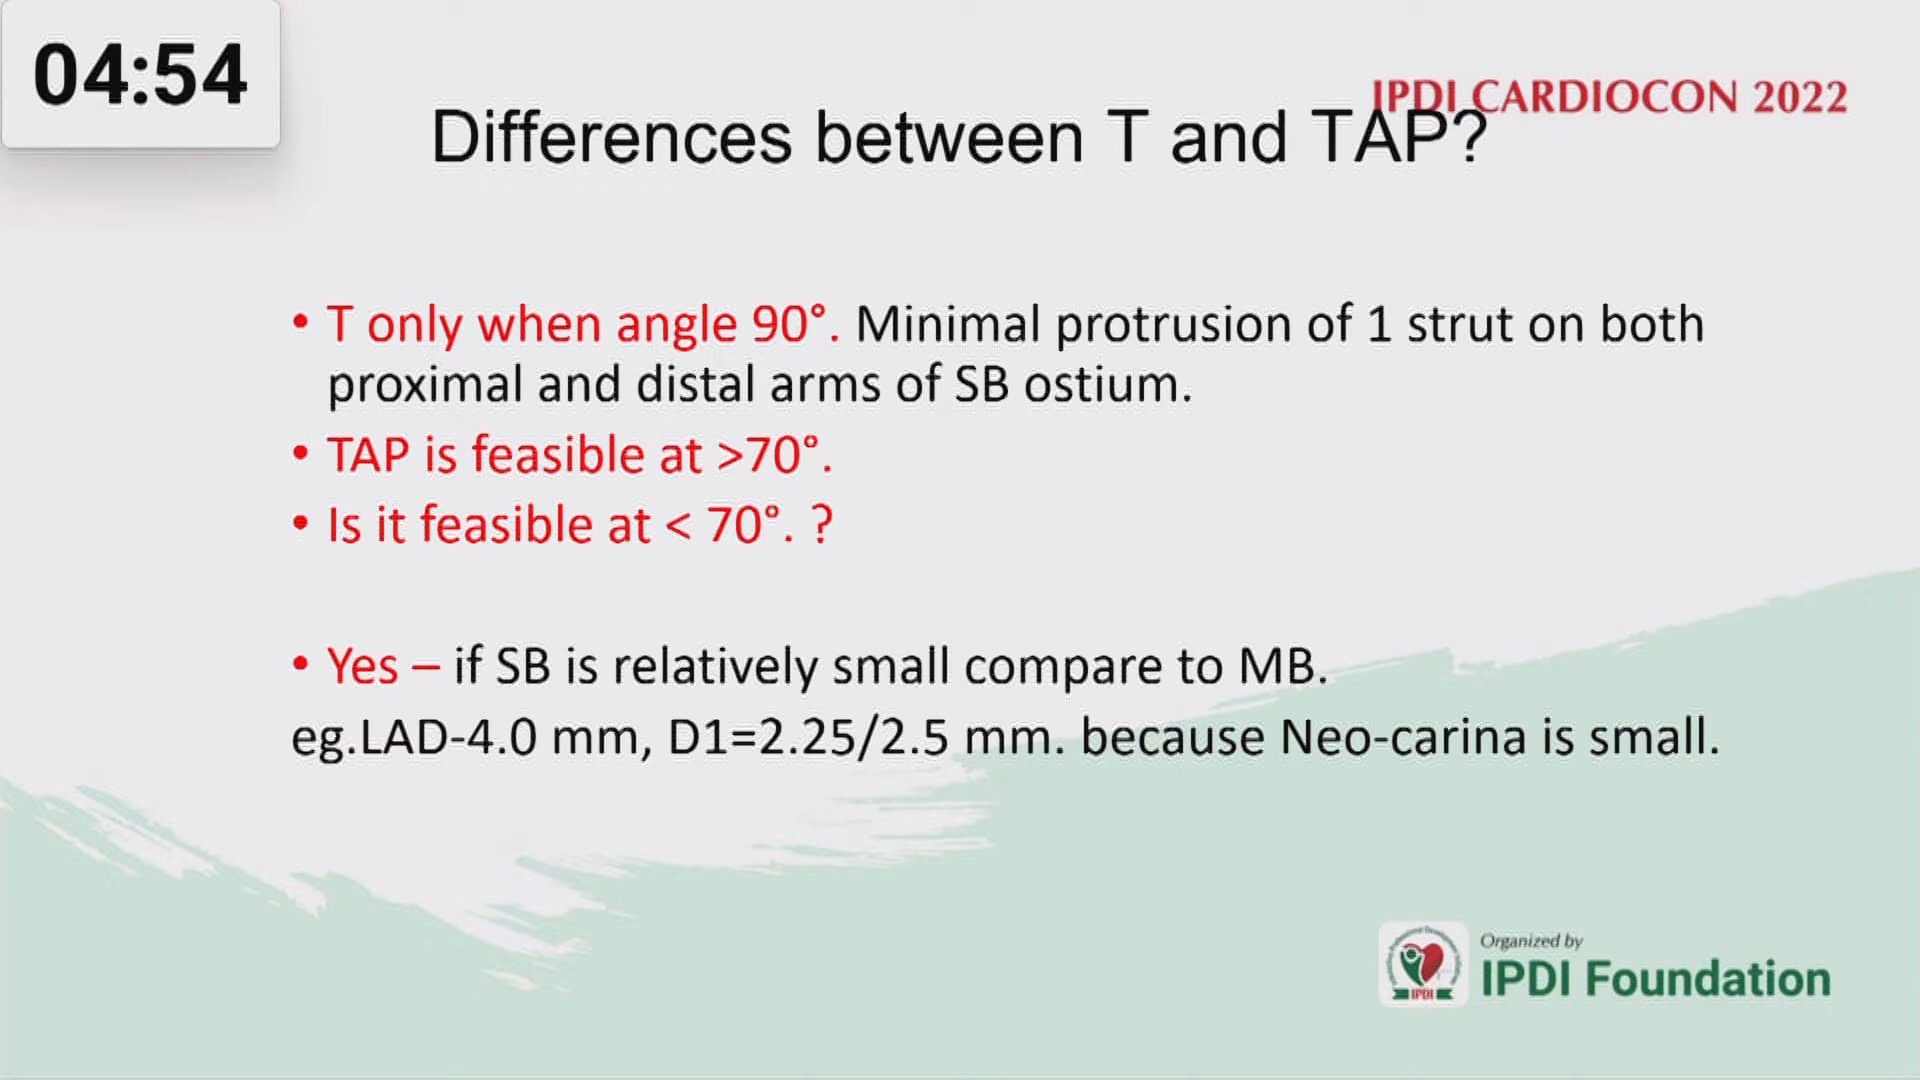 04:54
IPDI CARDIOCON 2022
Differences between T and TAP?
• T only when angle 90°. Minimal protrusion of 1 strut on both
proximal and distal arms of SB ostium.
• TAP is feasible at >70°.
• Is it feasible at < 70°. ?
• Yes – if SB is relatively small compare to MB.
eg.LAD-4.0 mm, D1=2.25/2.5 mm. because Neo-carina is small.
Organized by
IPDI Foundation
IPDI